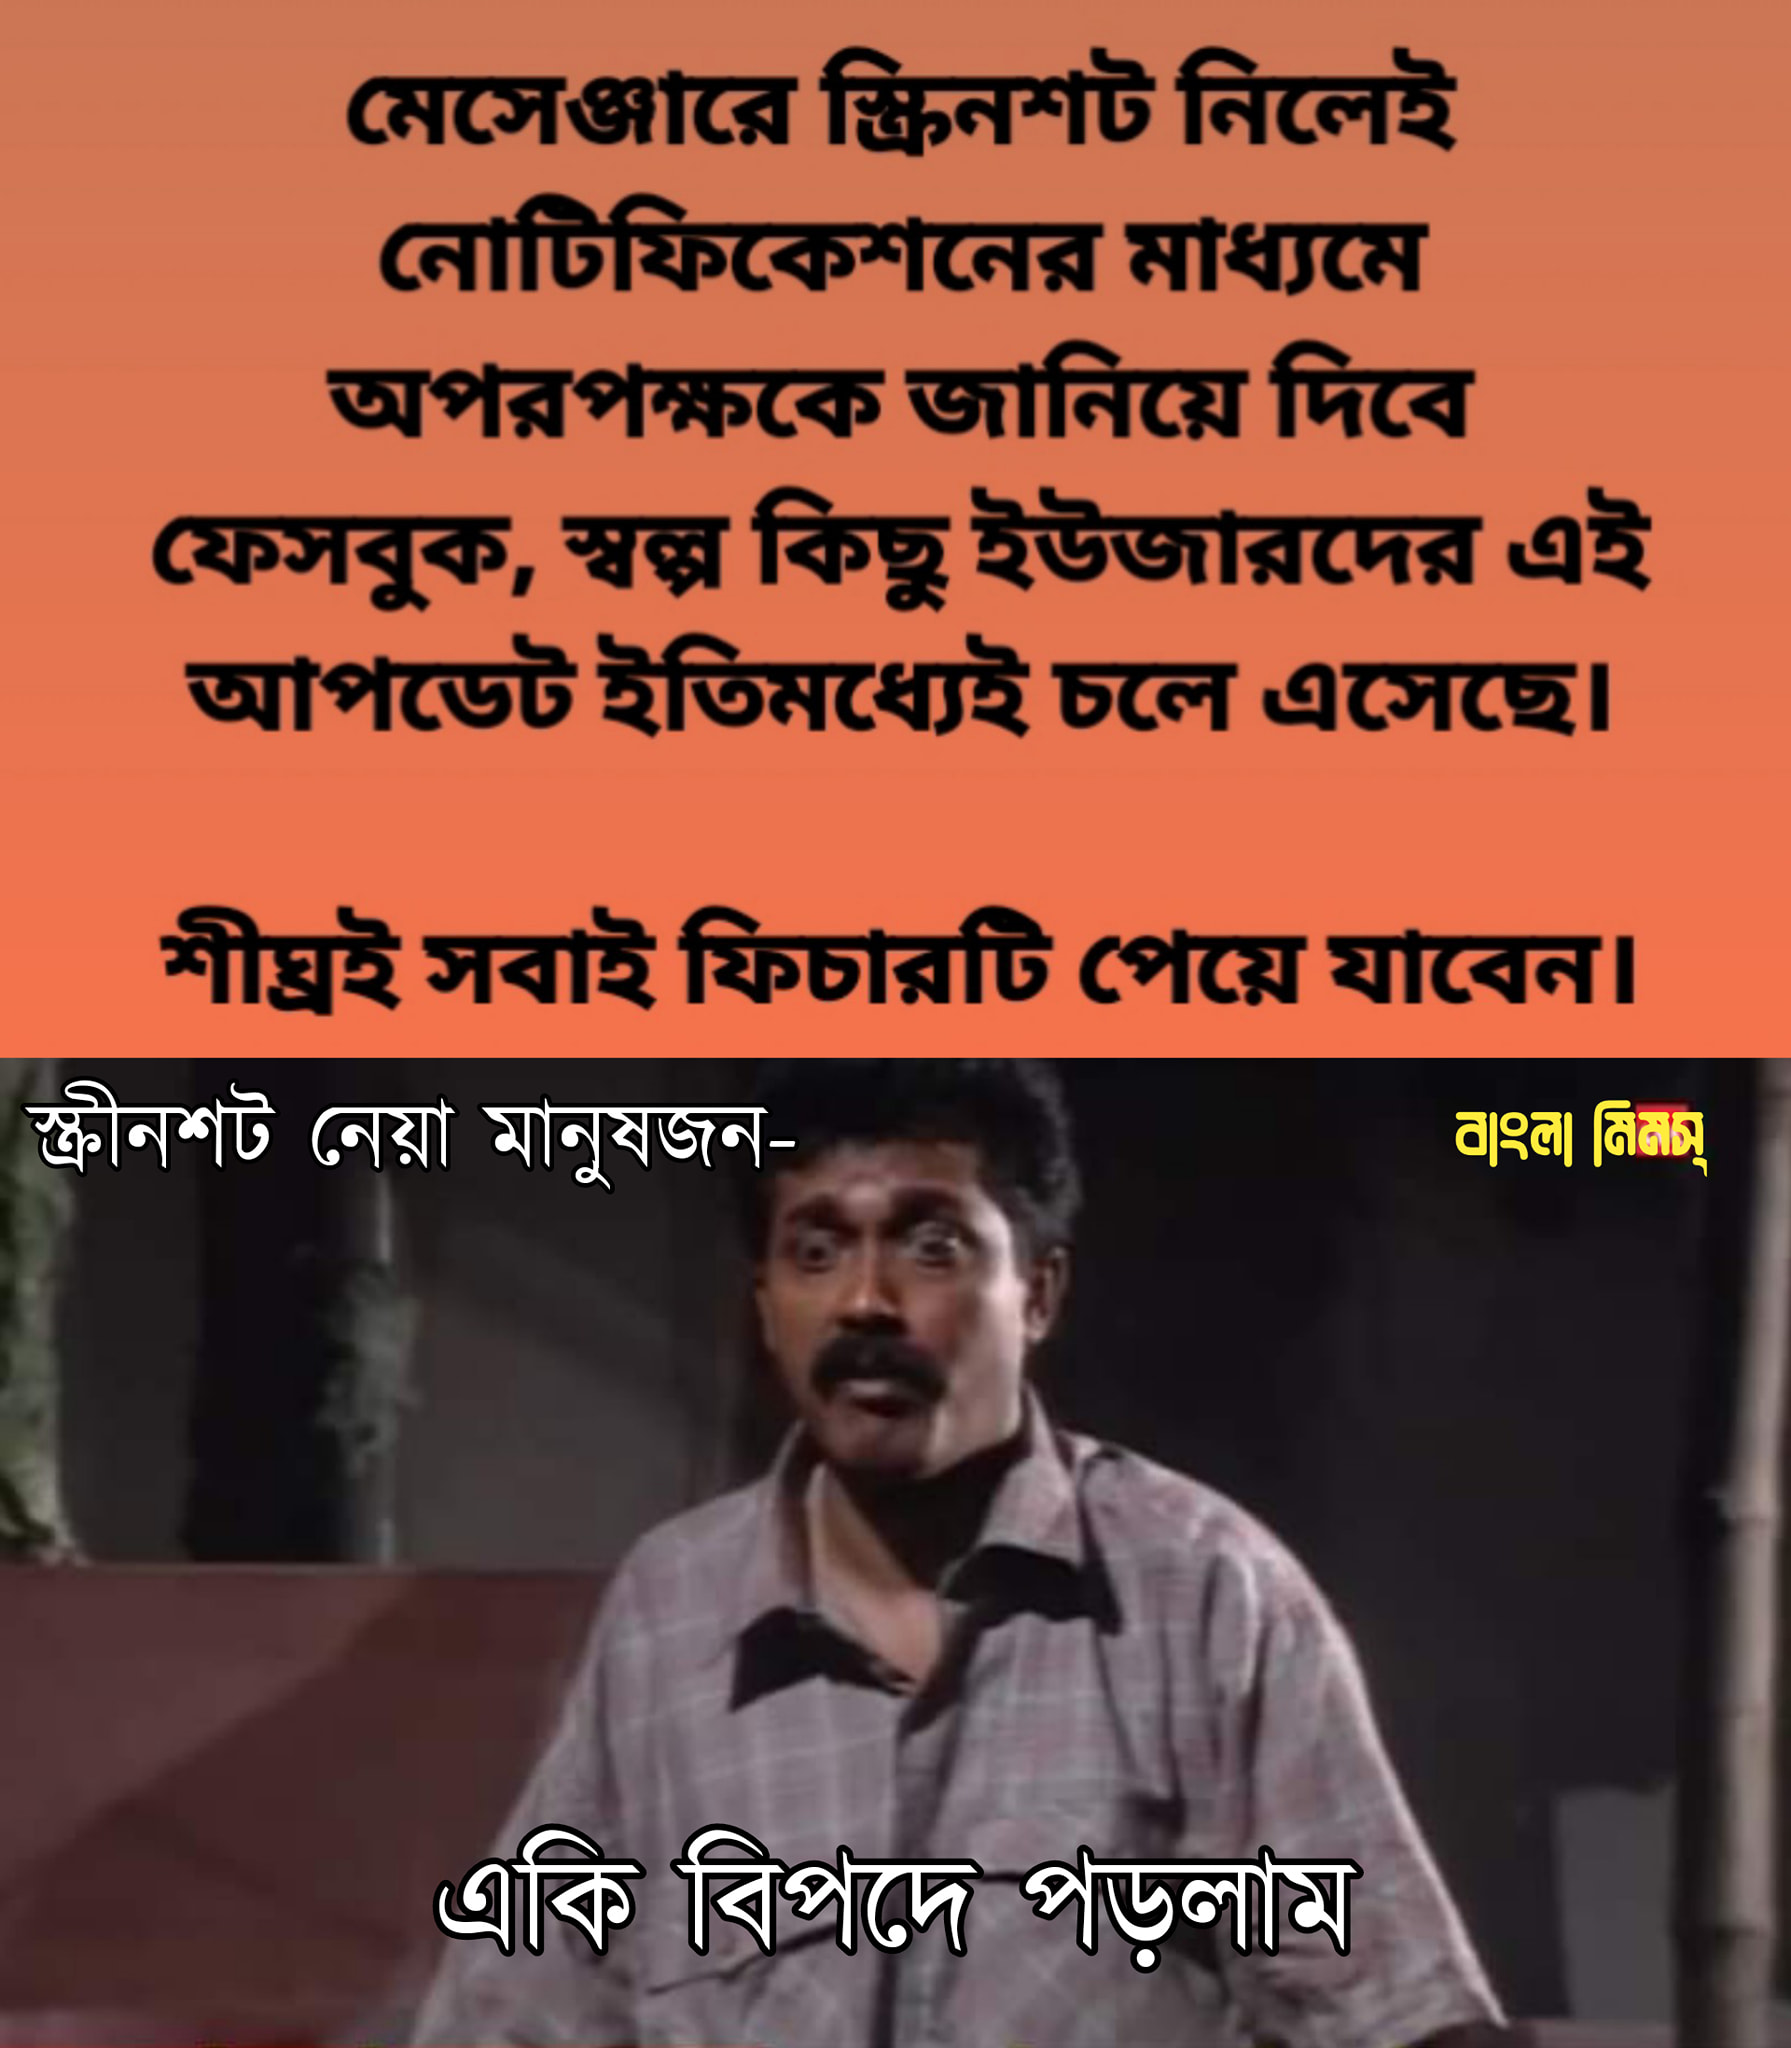 মেসেঞ্জারে স্ক্রিনশট নিলেই
নোটিফিকেশনের মাধ্যমে
অপরপক্ষকে জানিয়ে দিবে
ফেসবুক, স্বল্প কিছু ইউজারদের এই
আপডেট ইতিমধ্যেই চলে এসেছে।
শীঘ্রই সবাই ফিচারটি পেয়ে যাবেন।
স্ক্রীনশট নেয়া মানুষজন-
বাংলা মিমস্
একি বিপদে পড়লাম